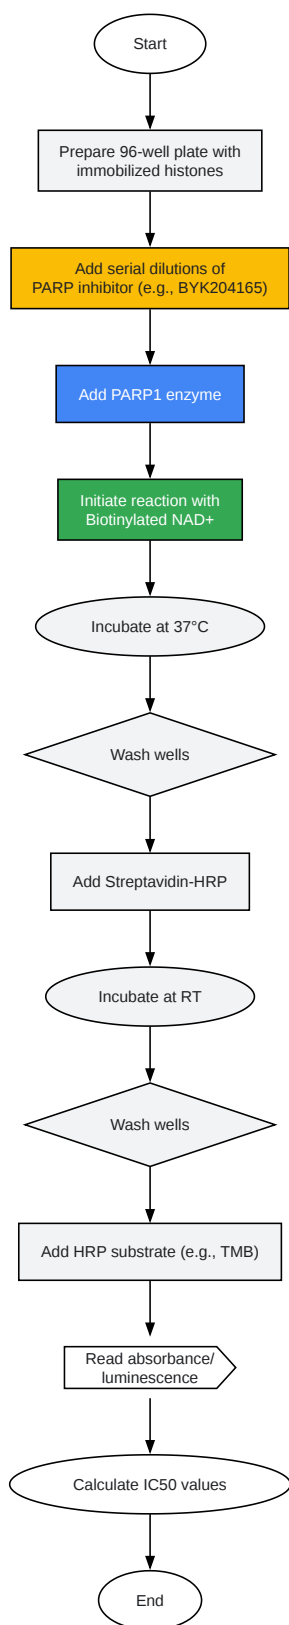 Start
Prepare 96-well plate with
immobilized histones
Add serial dilutions of
PARP inhibitor (e.g., BYK204165)
Add PARP1 enzyme
Initiate reaction with
Biotinylated NAD+
Incubate at 37°C
Wash wells
Add Streptavidin-HRP
Incubate at RT
Wash wells
Add HRP substrate (e.g., TMB)
Read absorbance/
luminescence
Calculate IC50 values
End